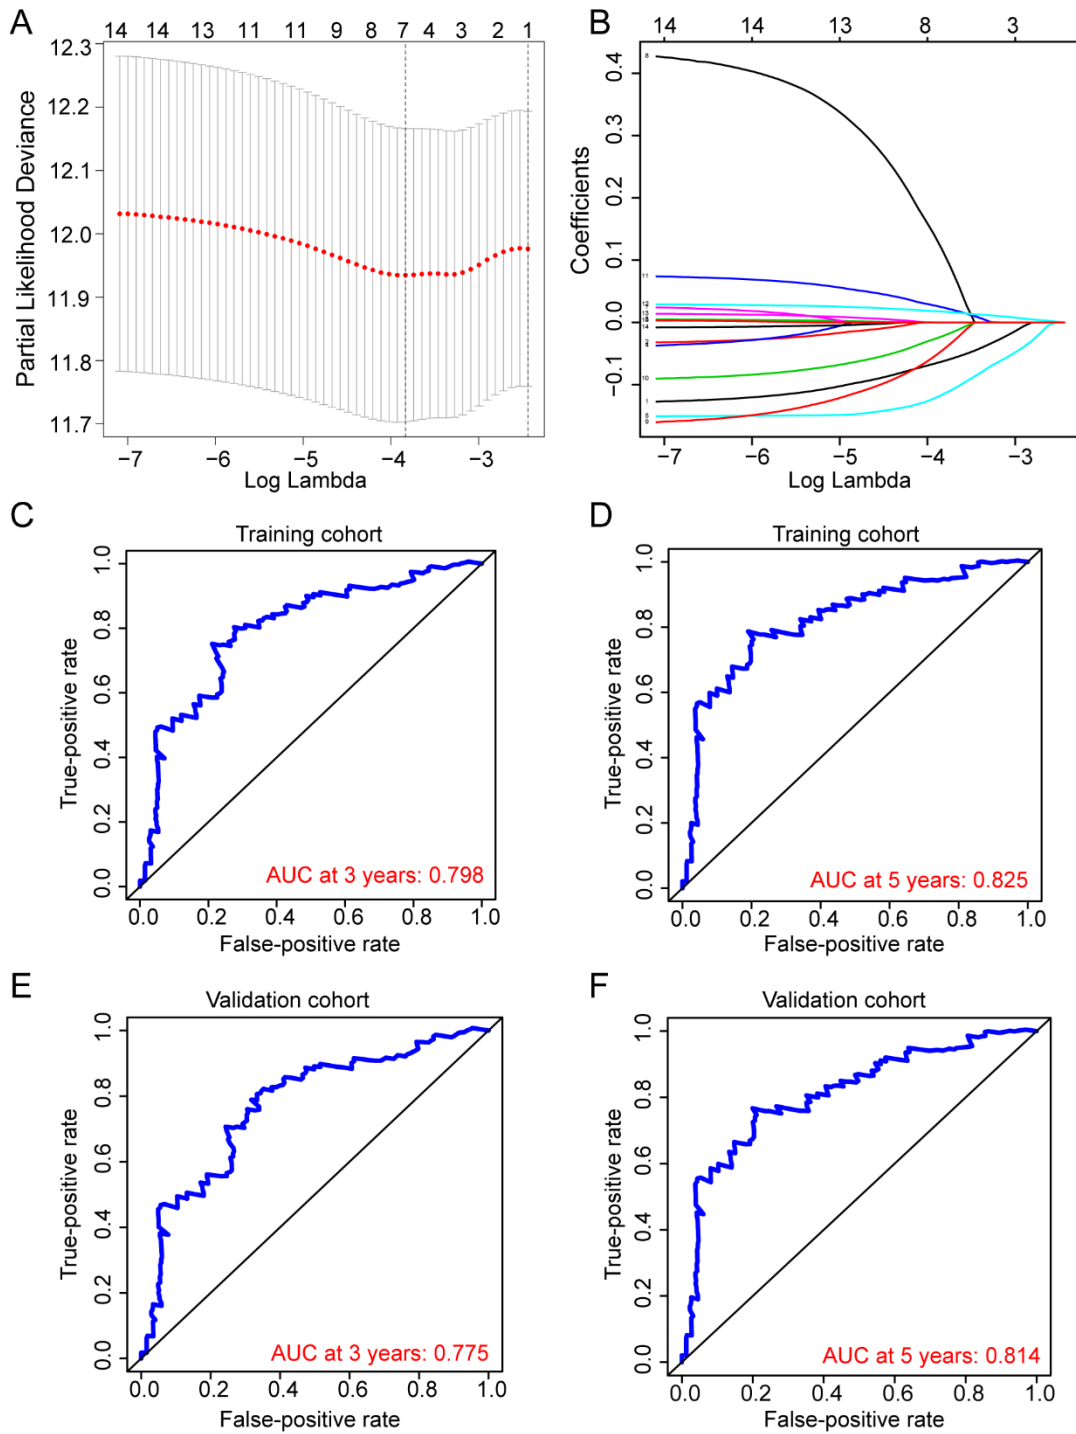 A
14 14 13 11 11 9 8 7 4 3 2 1
12.3
12.2
12.1
12.0
11.9
11.8
11.7
Partial Likelihood Deviance
−7 −6 −5 −4 −3
Log Lambda
B
14 14 13 8 3
0.4
0.3
0.2
0.1
0.0
−0.1
Coefficients
8
11
13
14
10
1
9
−7 −6 −5 −4 −3
Log Lambda
C
Training cohort
1.0
0.8
0.6
0.4
0.2
0.0
True-positive rate
AUC at 3 years: 0.798
0.0 0.2 0.4 0.6 0.8 1.0
False-positive rate
D
Training cohort
1.0
0.8
0.6
0.4
0.2
0.0
True-positive rate
AUC at 5 years: 0.825
0.0 0.2 0.4 0.6 0.8 1.0
False-positive rate
E
Validation cohort
1.0
0.8
0.6
0.4
0.2
0.0
True-positive rate
AUC at 3 years: 0.775
0.0 0.2 0.4 0.6 0.8 1.0
False-positive rate
F
Validation cohort
1.0
0.8
0.6
0.4
0.2
0.0
True-positive rate
AUC at 5 years: 0.814
0.0 0.2 0.4 0.6 0.8 1.0
False-positive rate